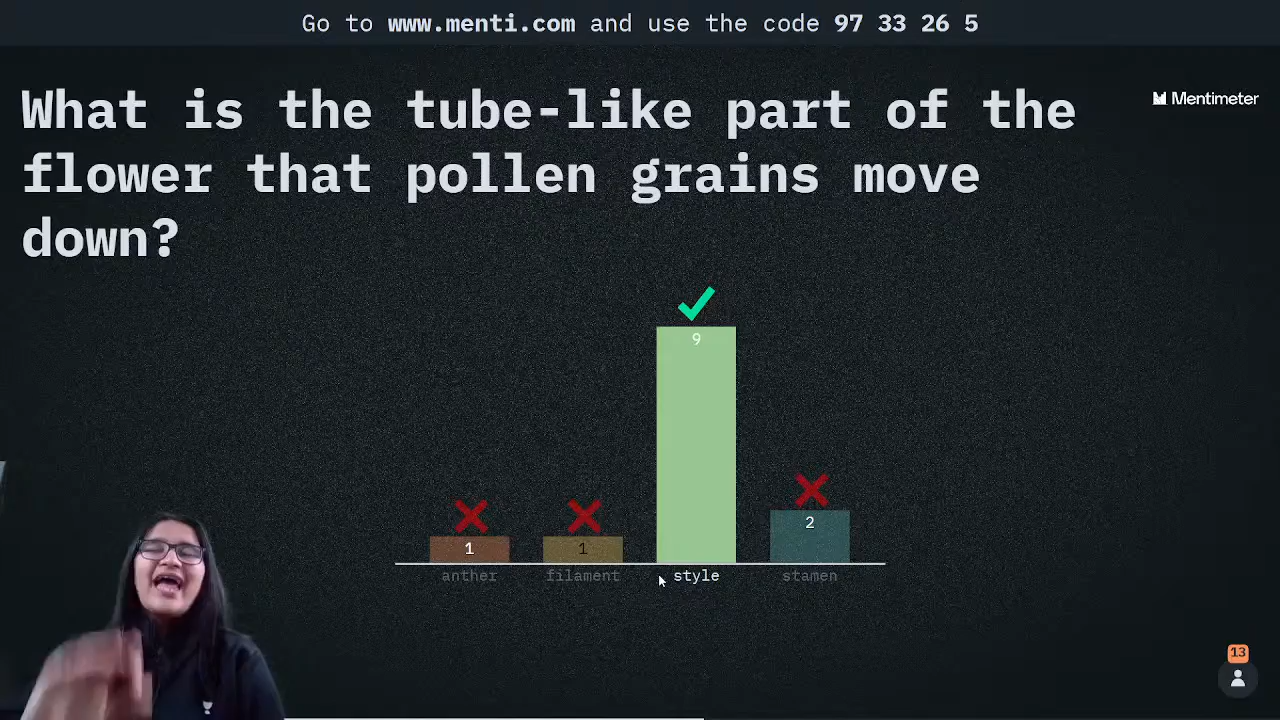 Go to www.menti.com and use the code 97 33 26 5
Mentimeter
What is the tube-like part of the
flower that pollen grains move
down?
9
2
1
1
anther
filament
style
stamen
13